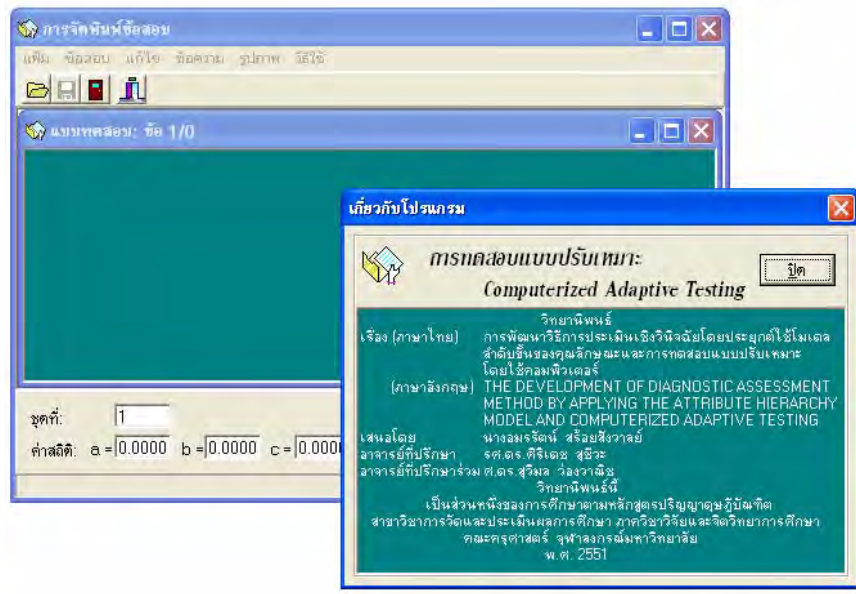 การจัดพิมพ์ข้อสอบ
แฟ้ม ข้อสอบ แก้ไข ข้อความ รูปภาพ วิธีใช้
แบบทดสอบ: ข้อ 1/0
ชุดที่: 1
ค่าสถิติ: a = 0.0000 b = 0.0000 c = 0.000
เกี่ยวกับโปรแกรม
การทดสอบแบบปรับเหมาะ
Computerized Adaptive Testing
ปิด
วิทยานิพนธ์
เรื่อง (ภาษาไทย) การพัฒนาวิธีการประเมินเชิงวินิจฉัยโดยประยุกต์ใช้โมเดล
ลำดับขั้นของคุณลักษณะและการทดสอบแบบปรับเหมาะ
โดยใช้คอมพิวเตอร์
(ภาษาอังกฤษ) THE DEVELOPMENT OF DIAGNOSTIC ASSESSMENT
METHOD BY APPLYING THE ATTRIBUTE HIERARCHY
MODEL AND COMPUTERIZED ADAPTIVE TESTING
เสนอโดย นางอมรรัตน์ สร้อยสังวาลย์
อาจารย์ที่ปรึกษา รศ.ดร.ศิริเดช สุชีวะ
อาจารย์ที่ปรึกษาร่วม ศ.ดร.สุวิมล ว่องวาณิช
วิทยานิพนธ์นี้
เป็นส่วนหนึ่งของการศึกษาตามหลักสูตรปริญญาดุษฎีบัณฑิต
สาขาวิชาการวัดและประเมินผลการศึกษา ภาควิชาวิจัยและจิตวิทยาการศึกษา
คณะครุศาสตร์ จุฬาลงกรณ์มหาวิทยาลัย
พ.ศ. 2551